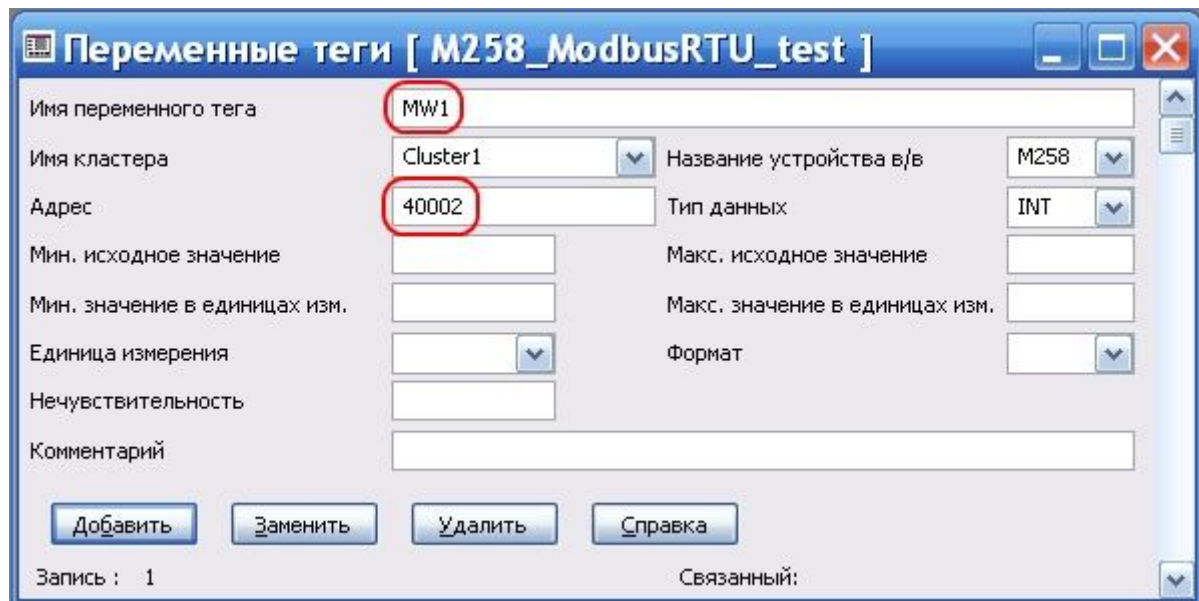 Переменные теги [ M258_ModbusRTU_test ]
Имя переменного тега MW1
Имя кластера Cluster1 Название устройства в/в M258
Адрес 40002 Тип данных INT
Мин. исходное значение Макс. исходное значение
Мин. значение в единицах изм. Макс. значение в единицах изм.
Единица измерения Формат
Нечувствительность
Комментарий
Добавить Заменить Удалить Справка
Запись : 1 Связанный: